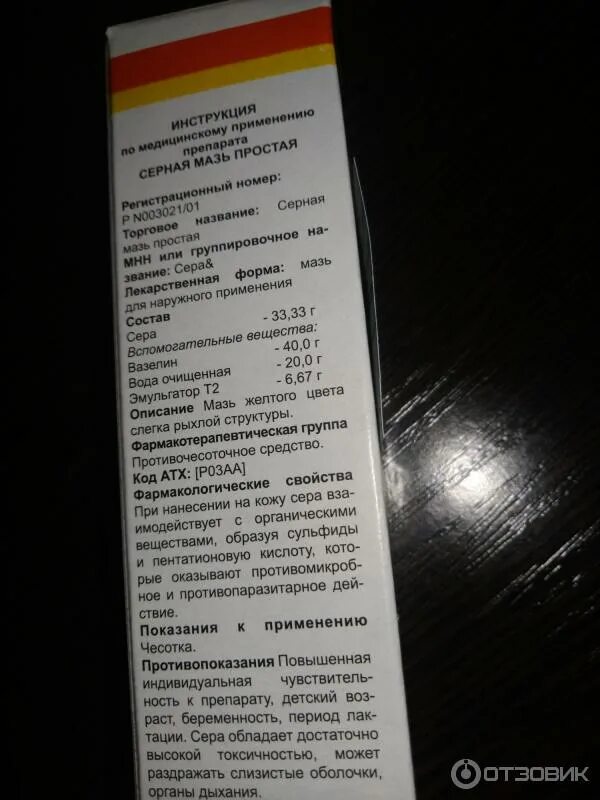 ИНСТРУКЦИЯ
по медицинскому применению
препарата
СЕРНАЯ МАЗЬ ПРОСТАЯ
Регистрационный номер:
Р N003021/01
Торговое название: Серная
мазь простая
МНН или группировочное на-
звание: Сера&
Лекарственная форма: мазь
для наружного применения
Состав
Сера - 33,33 г
Вспомогательные вещества:
Вазелин - 40,0 г
Вода очищенная - 20,0 г
Эмульгатор Т2 - 6,67 г
Описание Мазь желтого цвета
слегка рыхлой структуры.
Фармакотерапевтическая группа
Противочесоточное средство.
Код АТХ: [P03AA]
Фармакологические свойства
При нанесении на кожу сера вза-
имодействует с органическими
веществами, образуя сульфиды
и пентатионовую кислоту, кото-
рые оказывают противомикроб-
ное и противопаразитарное дей-
ствие.
Показания к применению
Чесотка.
Противопоказания Повышенная
индивидуальная чувствитель-
ность к препарату, детский воз-
раст, беременность, период лак-
тации. Сера обладает достаточно
высокой токсичностью, может
раздражать слизистые оболочки,
органы дыхания.
ОТЗОВИК